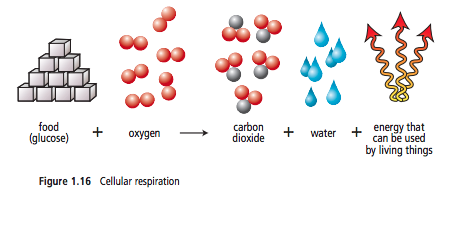 food
(glucose)
+
oxygen
carbon
dioxide
+
water
+
energy that
can be used
by living things
Figure 1.16 Cellular respiration